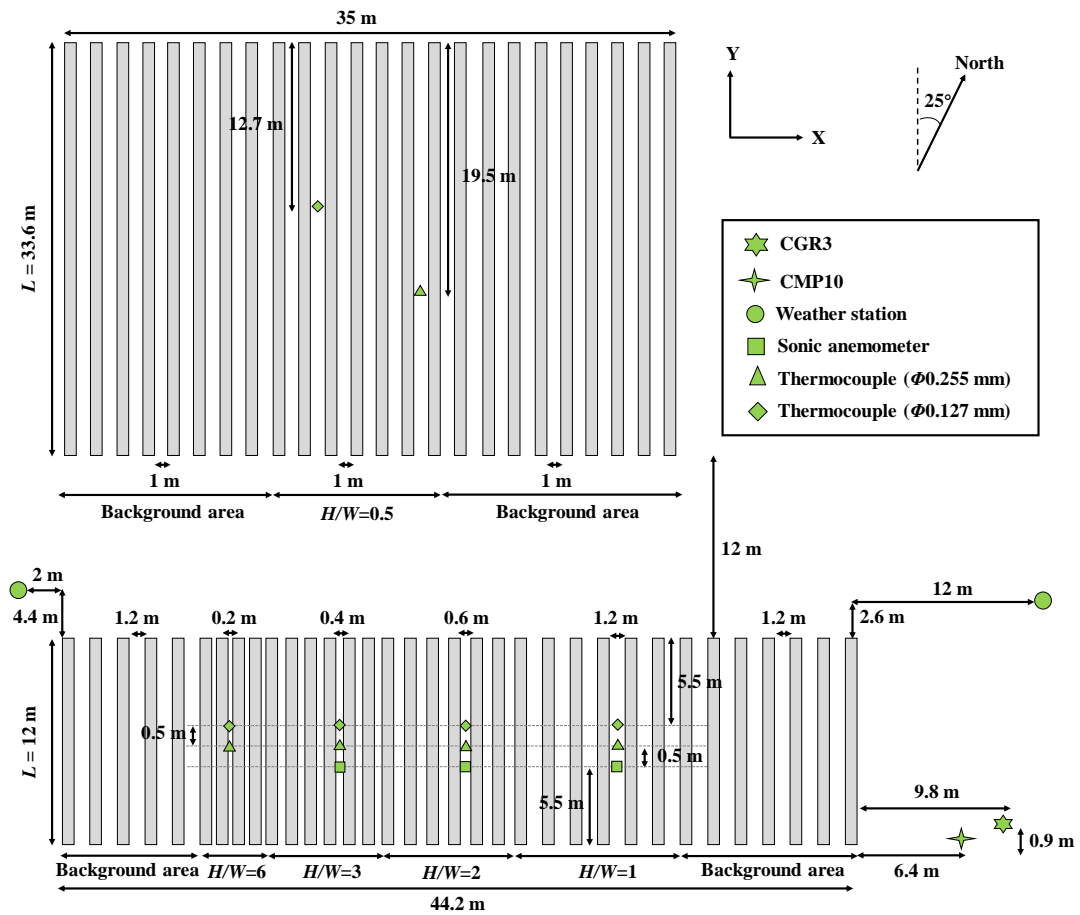 35 m
12.7 m
19.5 m
L = 33.6 m
1 m
1 m
1 m
Background area
H/W=0.5
Background area
Y
X
North
25°
CGR3
CMP10
Weather station
Sonic anemometer
Thermocouple (Φ0.255 mm)
Thermocouple (Φ0.127 mm)
12 m
2 m
4.4 m
1.2 m
0.2 m
0.4 m
0.6 m
1.2 m
1.2 m
12 m
2.6 m
L = 12 m
0.5 m
5.5 m
0.5 m
5.5 m
9.8 m
0.9 m
6.4 m
Background area
H/W=6
H/W=3
H/W=2
H/W=1
Background area
44.2 m